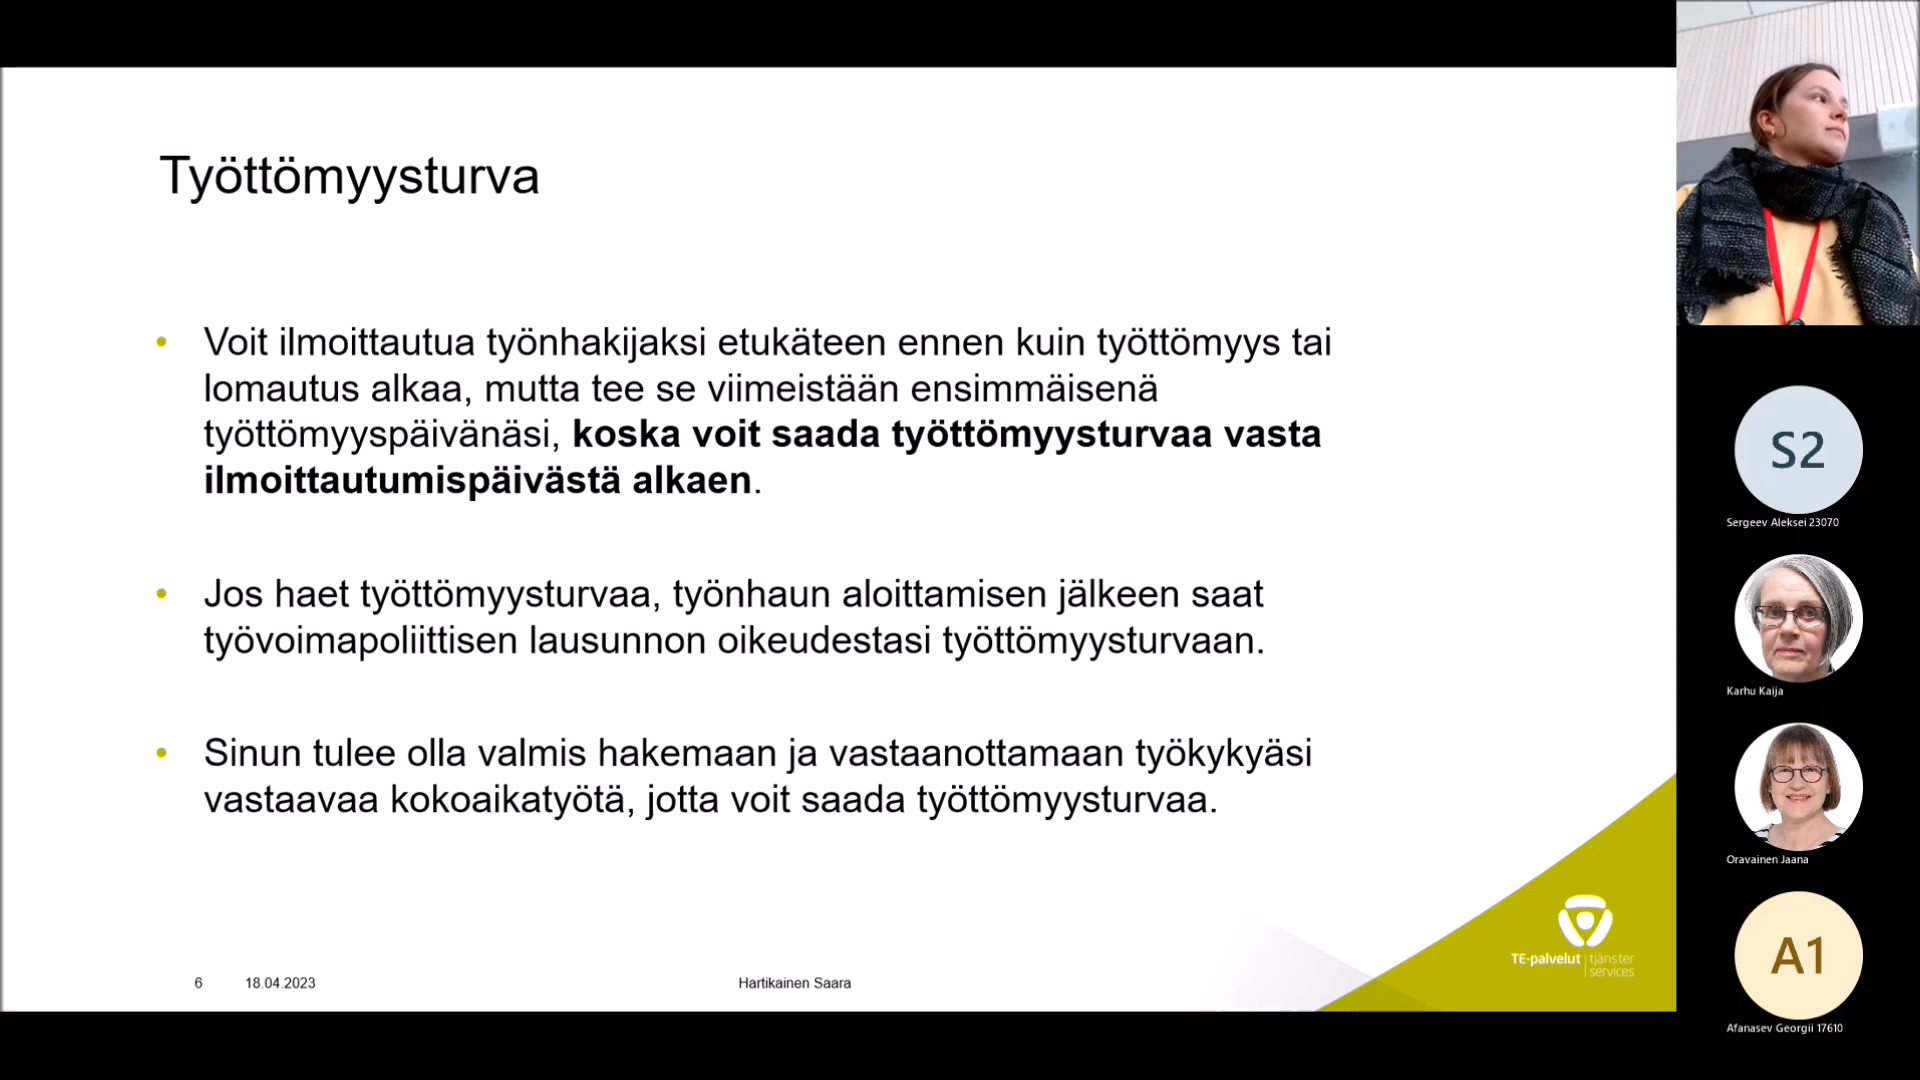 Työttömyysturva
• Voit ilmoittautua työnhakijaksi etukäteen ennen kuin työttömyys tai
lomautus alkaa, mutta tee se viimeistään ensimmäisenä
työttömyyspäivänäsi, koska voit saada työttömyysturvaa vasta
ilmoittautumispäivästä alkaen.
• Jos haet työttömyysturvaa, työnhaun aloittamisen jälkeen saat
työvoimapoliittisen lausunnon oikeudestasi työttömyysturvaan.
• Sinun tulee olla valmis hakemaan ja vastaanottamaan työkykyäsi
vastaavaa kokoaikatyötä, jotta voit saada työttömyysturvaa.
6 18.04.2023 Hartikainen Saara
TE-palvelut tjänster
services
S2
Sergeev Aleksei 23070
Karhu Kaija
Oravainen Jaana
A1
Afanasev Georgii 17610